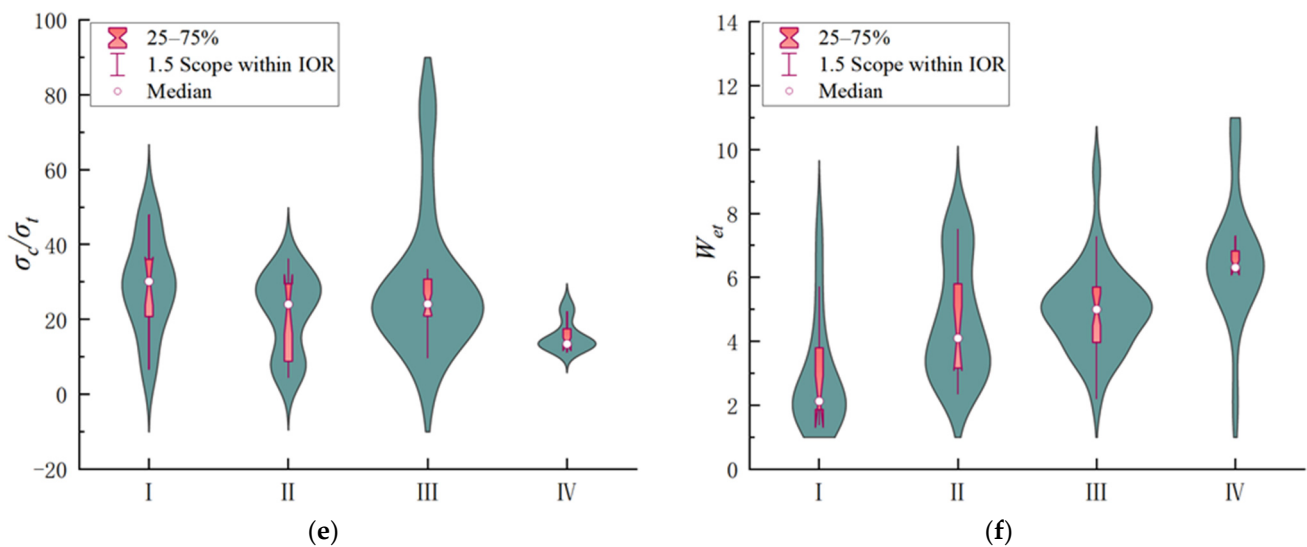 100
80
60
40
20
0
−20
σc/σt
25–75%
1.5 Scope within IOR
Median
I
II
III
IV
(e)
14
12
10
8
6
4
2
0
Wet
25–75%
1.5 Scope within IOR
Median
I
II
III
IV
(f)